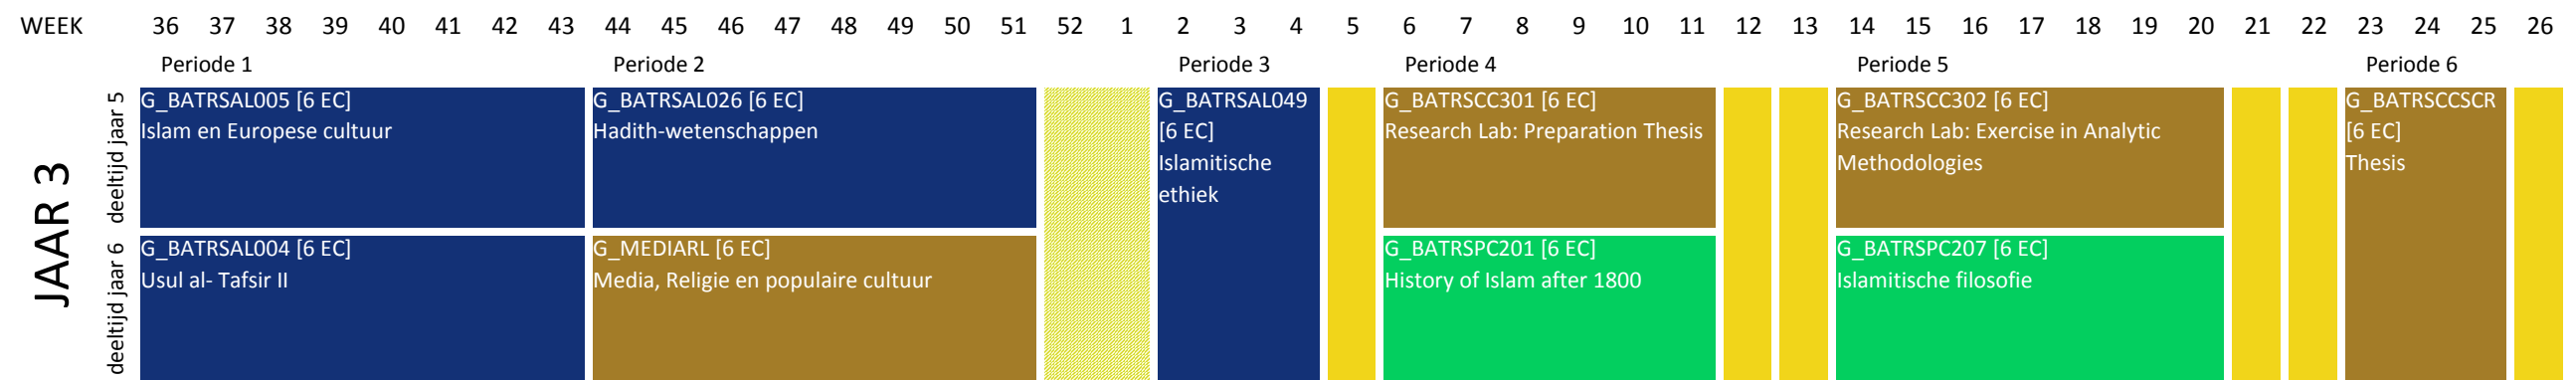 WEEK 36 37 38 39 40 41 42 43 44 45 46 47 48 49 50 51 52 1 2 3 4 5 6 7 8 9 10 11 12 13 14 15 16 17 18 19 20 21 22 23 24 25 26
Periode 1 Periode 2 Periode 3 Periode 4 Periode 5 Periode 6
JAAR 3
deeltijd jaar 5
G_BATRSAL005 [6 EC]
Islam en Europese cultuur
G_BATRSAL026 [6 EC]
Hadith-wetenschappen
G_BATRSAL049
[6 EC]
Islamitische
ethiek
G_BATRSCC301 [6 EC]
Research Lab: Preparation Thesis
G_BATRSCC302 [6 EC]
Research Lab: Exercise in Analytic
Methodologies
G_BATRSCCSCR
[6 EC]
Thesis
deeltijd jaar 6
G_BATRSAL004 [6 EC]
Usul al- Tafsir II
G_MEDIARL [6 EC]
Media, Religie en populaire cultuur
G_BATRSPC201 [6 EC]
History of Islam after 1800
G_BATRSPC207 [6 EC]
Islamitische filosofie